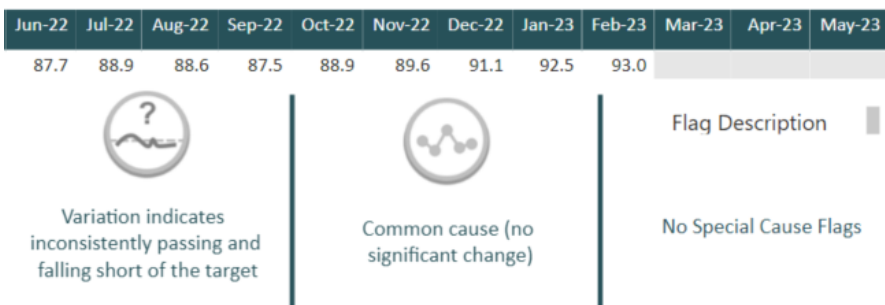 Jun-22 Jul-22 Aug-22 Sep-22 Oct-22 Nov-22 Dec-22 Jan-23 Feb-23 Mar-23 Apr-23 May-23
87.7 88.9 88.6 87.5 88.9 89.6 91.1 92.5 93.0
?
Variation indicates
inconsistently passing and
falling short of the target
Common cause (no
significant change)
Flag Description
No Special Cause Flags